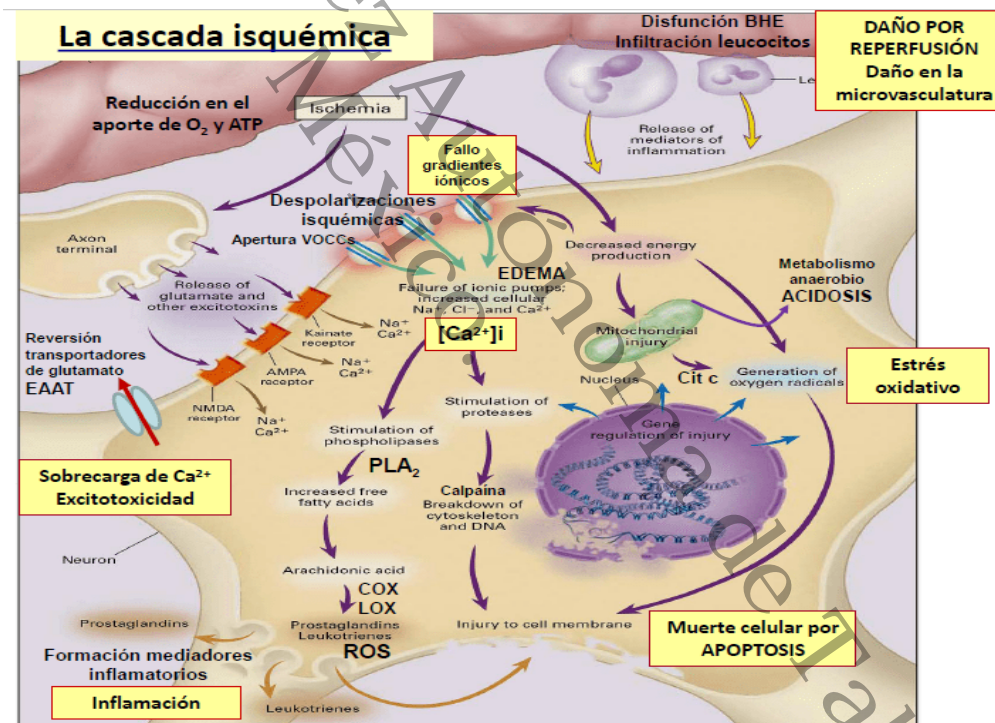 La cascada isquémica
Disfunción BHE
Infiltración leucocitos
DAÑO POR
REPERFUSIÓN
Daño en la
microvasculatura
Le
Reducción en el
aporte de O₂ y ATP
Ischemia
Release of
mediators of
inflammation
Fallo
gradientes
iónicos
Despolarizaciones
isquémicas
Apertura VOCCs
Axon
terminal
Decreased energy
production
Metabolismo
anaerobio
ACIDOSIS
EDEMA
Failure of ionic pumps;
increased cellular
Na⁺, Cl⁻, and Ca²⁺
Release of
glutamate and
other excitotoxins
Na⁺
Ca²⁺
Kainate
receptor
[Ca²⁺]i
Mitochondrial
injury
Reversión
transportadores
de glutamato
EAAT
Na⁺
Ca²⁺
AMPA
receptor
Nucleus
Cit c
Generation of
oxygen radicals
Estrés
oxidativo
NMDA
receptor
Na⁺
Ca²⁺
Stimulation of
proteases
Gene
regulation of injury
Stimulation of
phospholipases
PLA₂
Sobrecarga de Ca²⁺
Excitotoxicidad
Increased free
fatty acids
Calpaína
Breakdown of
cytoskeleton
and DNA
Neuron
Arachidonic acid
COX
LOX
Prostaglandins
Prostaglandins
Leukotrienes
ROS
Injury to cell membrane
Muerte celular por
APOPTOSIS
Formación mediadores
inflamatorios
Inflamación
Leukotrienes
Autónoma de Ta
México.